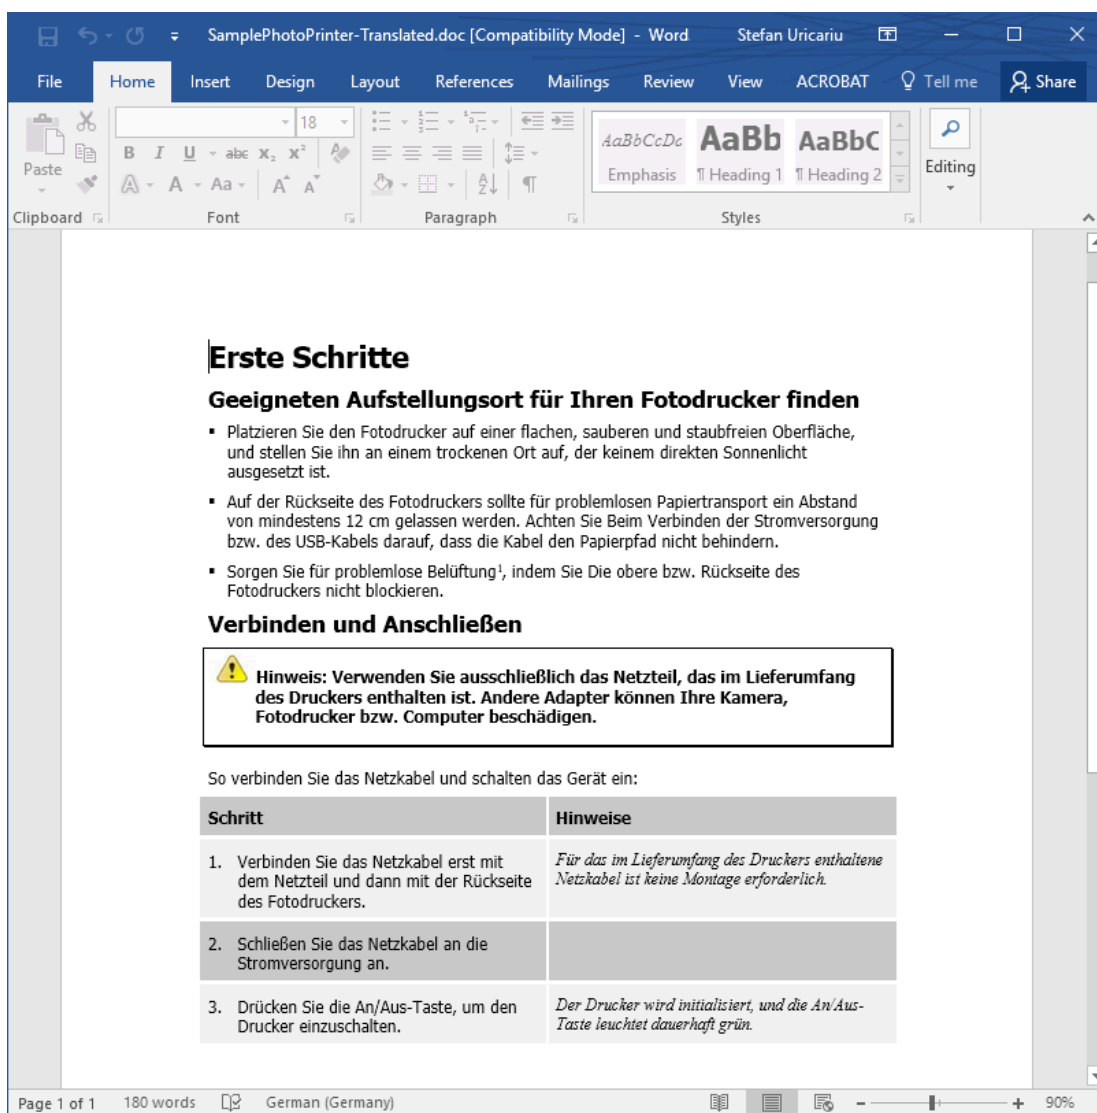 SamplePhotoPrinter-Translated.doc [Compatibility Mode] - Word Stefan Uricariu
File Home Insert Design Layout References Mailings Review View ACROBAT Tell me Share
18
B I U abc x₂ x² 
A A Aa A A
Paste
AaBbCcDc AaBb AaBbC
Emphasis ¶ Heading 1 ¶ Heading 2
Editing
Clipboard Font Paragraph Styles
Erste Schritte
Geeigneten Aufstellungsort für Ihren Fotodrucker finden
▪ Platzieren Sie den Fotodrucker auf einer flachen, sauberen und staubfreien Oberfläche,
und stellen Sie ihn an einem trockenen Ort auf, der keinem direkten Sonnenlicht
ausgesetzt ist.
▪ Auf der Rückseite des Fotodruckers sollte für problemlosen Papiertransport ein Abstand
von mindestens 12 cm gelassen werden. Achten Sie Beim Verbinden der Stromversorgung
bzw. des USB-Kabels darauf, dass die Kabel den Papierpfad nicht behindern.
▪ Sorgen Sie für problemlose Belüftung¹, indem Sie Die obere bzw. Rückseite des
Fotodruckers nicht blockieren.
Verbinden und Anschließen
Hinweis: Verwenden Sie ausschließlich das Netzteil, das im Lieferumfang
des Druckers enthalten ist. Andere Adapter können Ihre Kamera,
Fotodrucker bzw. Computer beschädigen.
So verbinden Sie das Netzkabel und schalten das Gerät ein:
Schritt Hinweise
1. Verbinden Sie das Netzkabel erst mit
dem Netzteil und dann mit der Rückseite
des Fotodruckers.
Für das im Lieferumfang des Druckers enthaltene
Netzkabel ist keine Montage erforderlich.
2. Schließen Sie das Netzkabel an die
Stromversorgung an.
3. Drücken Sie die An/Aus-Taste, um den
Drucker einzuschalten.
Der Drucker wird initialisiert, und die An/Aus-
Taste leuchtet dauerhaft grün.
Page 1 of 1 180 words German (Germany) 90%